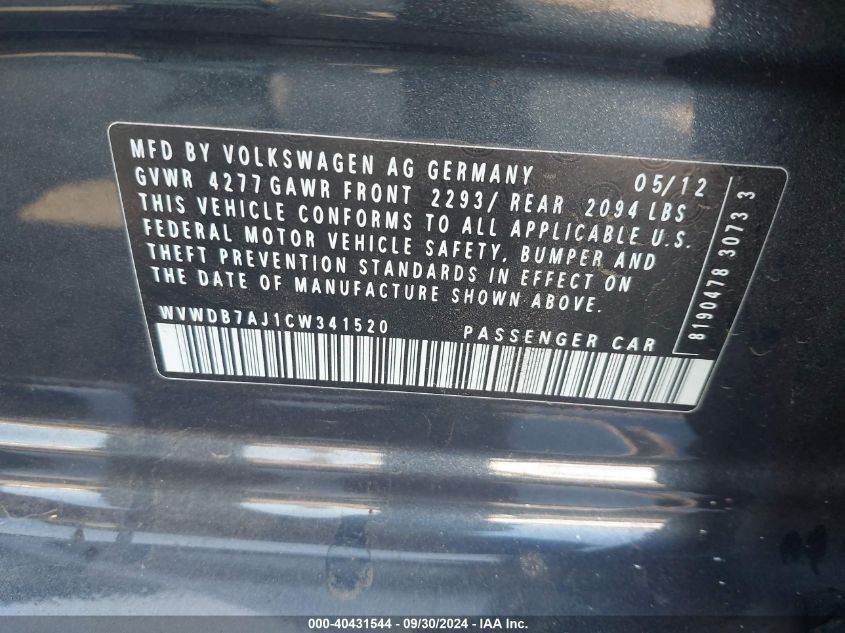 MFD BY VOLKSWAGEN AG GERMANY 05/12
GVWR 4277 GAWR FRONT 2293/ REAR 2094 LBS
THIS VEHICLE CONFORMS TO ALL APPLICABLE U.S.
FEDERAL MOTOR VEHICLE SAFETY, BUMPER AND
THEFT PREVENTION STANDARDS IN EFFECT ON
THE DATE OF MANUFACTURE SHOWN ABOVE.
WVWDB7AJ1CW341520 PASSENGER CAR
8190478 3073 3
000-40431544 - 09/30/2024 - IAA Inc.